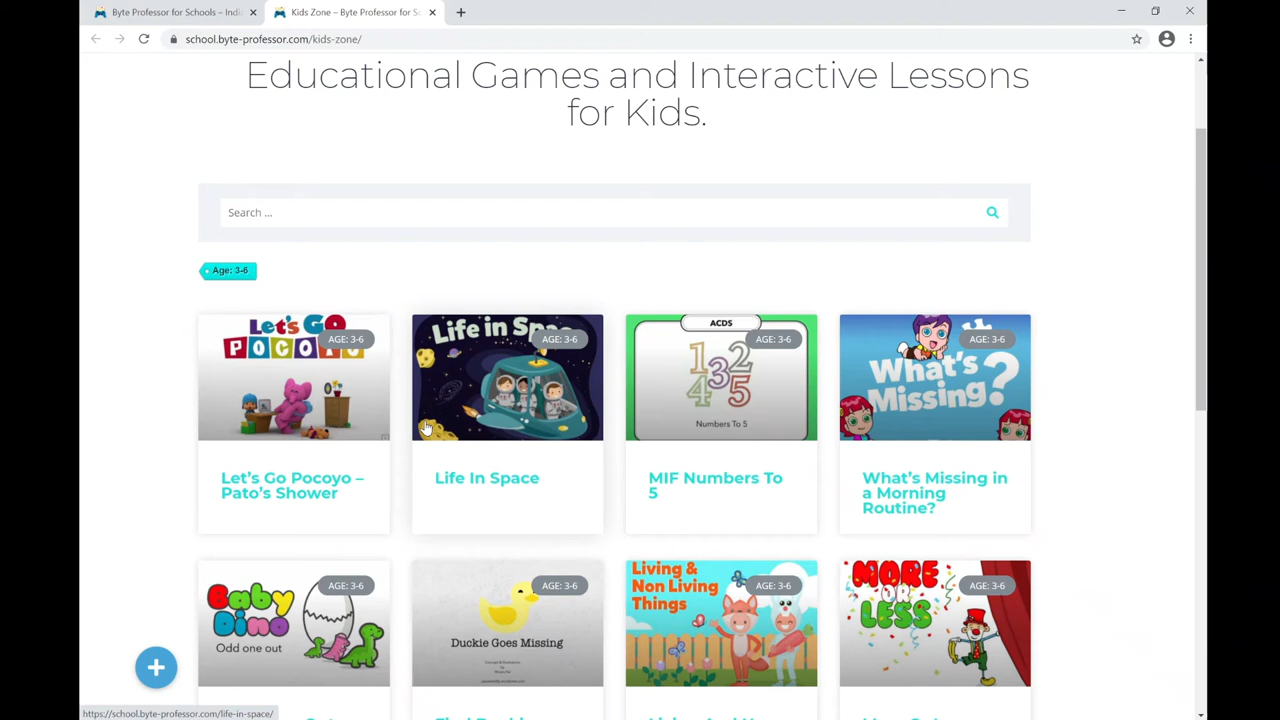 Byte Professor for Schools – Indi
Kids Zone – Byte Professor for Sc
school.byte-professor.com/kids-zone/
Educational Games and Interactive Lessons
for Kids.
Search ...
Age: 3-6
Let's GO
POCOYO
AGE: 3-6
Life in Space
AGE: 3-6
ACDS
AGE: 3-6
1 2 3 4 5
Numbers To 5
What's
Missing?
AGE: 3-6
Let's Go Pocoyo –
Pato's Shower
Life In Space
MIF Numbers To
5
What's Missing in
a Morning
Routine?
Baby
Dino
Odd one out
AGE: 3-6
AGE: 3-6
Duckie Goes Missing
Living &
Non Living
Things
AGE: 3-6
MORE
OR
LESS
AGE: 3-6
https://school.byte-professor.com/life-in-space/